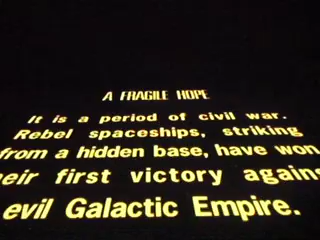 A FRAGILE HOPE
It is a period of civil war.
Rebel spaceships, striking
from a hidden base, have won
heir first victory agains
evil Galactic Empire.